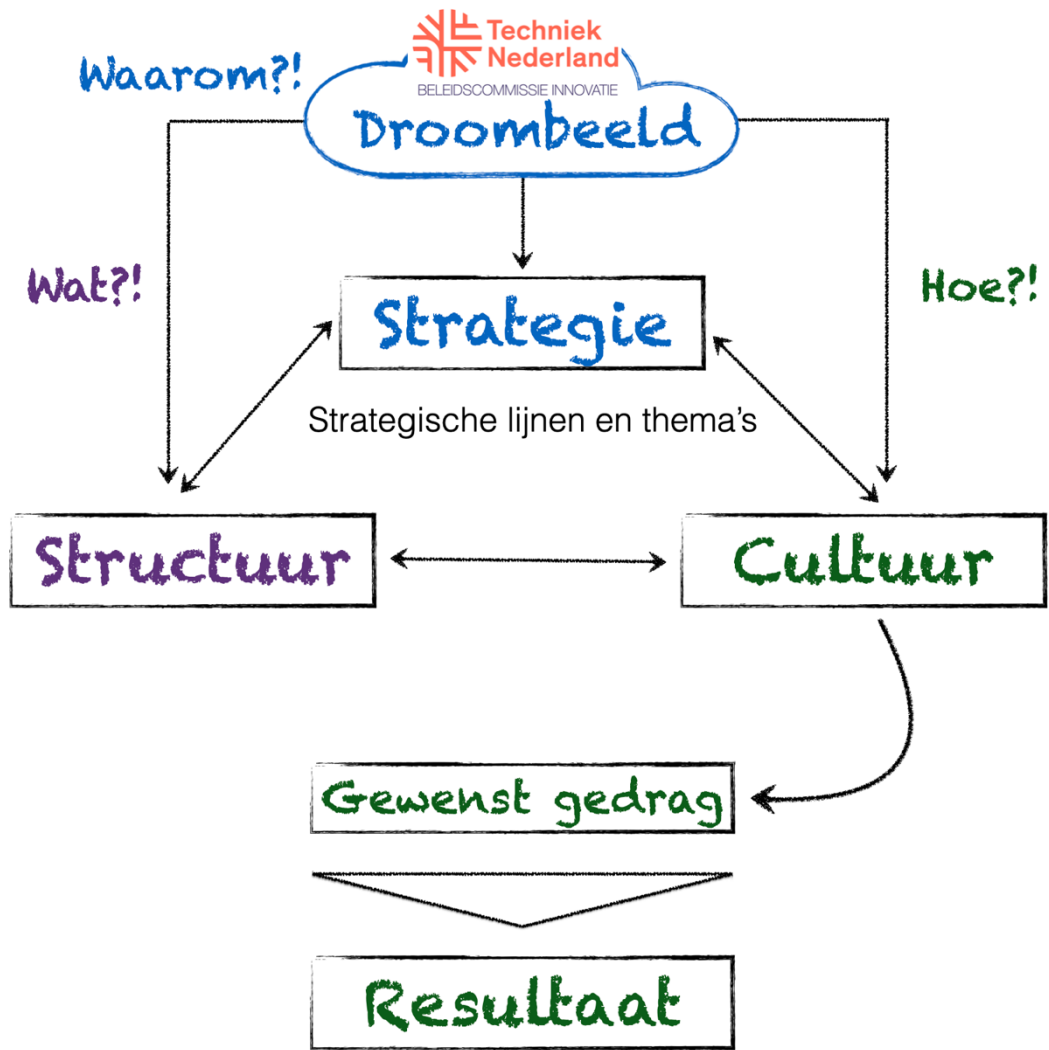 Techniek
Nederland
BELEIDSCOMMISSIE INNOVATIE
Waarom?!
Droombeeld
Wat?!
Hoe?!
Strategie
Strategische lijnen en thema's
Structuur
Cultuur
Gewenst gedrag
Resultaat